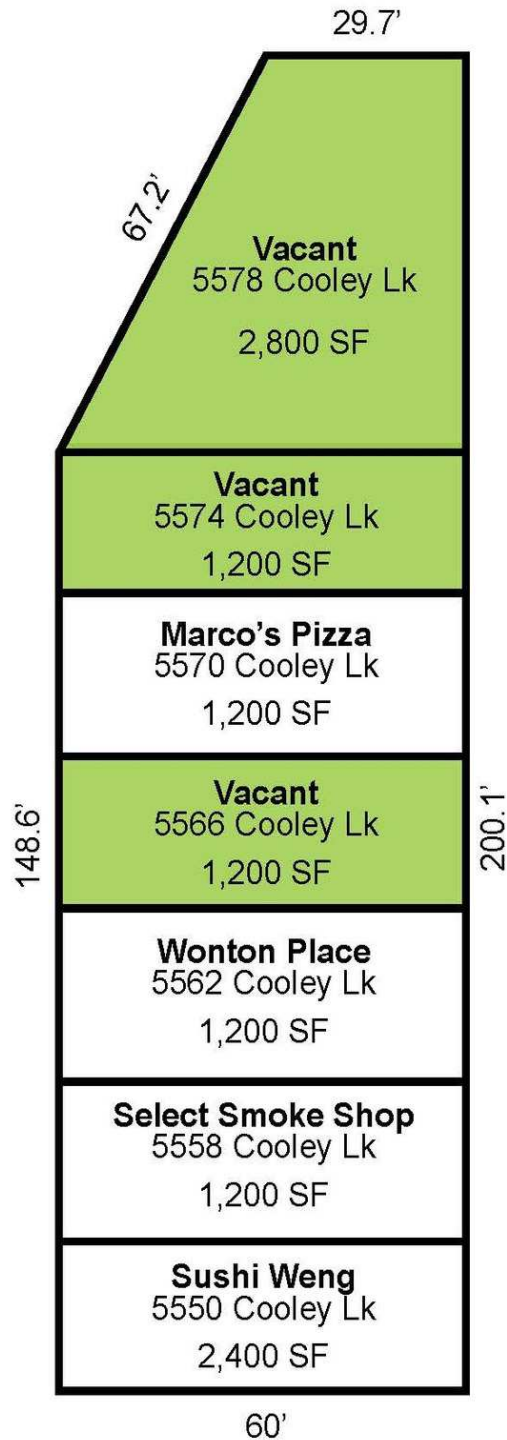 29.7'
67.2'
Vacant
5578 Cooley Lk
2,800 SF
Vacant
5574 Cooley Lk
1,200 SF
Marco’s Pizza
5570 Cooley Lk
1,200 SF
Vacant
5566 Cooley Lk
1,200 SF
148.6’
200.1’
Wonton Place
5562 Cooley Lk
1,200 SF
Select Smoke Shop
5558 Cooley Lk
1,200 SF
Sushi Weng
5550 Cooley Lk
2,400 SF
60’